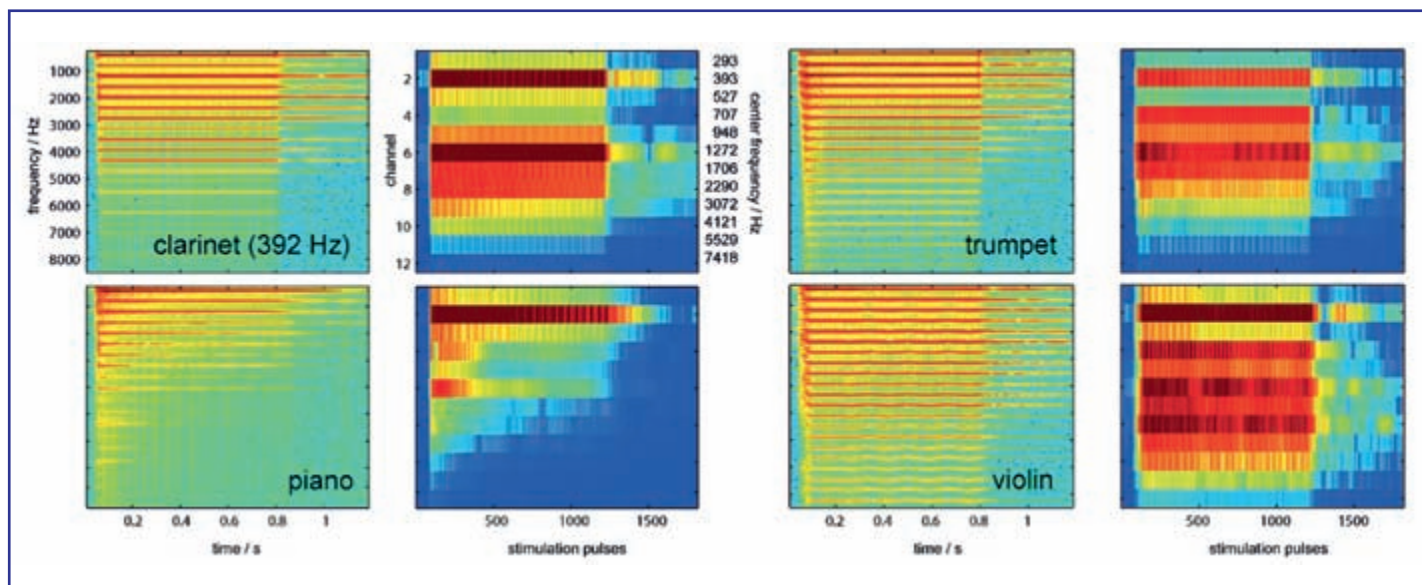 1000
2000
3000
4000
5000
6000
7000
8000
frequency / Hz
clarinet (392 Hz)
2
4
6
8
10
12
channel
293
393
527
707
948
1272
1706
2290
3072
4121
5529
7418
center frequency / Hz
trumpet
piano
0.2 0.4 0.6 0.8 1
time / s
500 1000 1500
stimulation pulses
violin
0.2 0.4 0.6 0.8 1
time / s
500 1000 1500
stimulation pulses